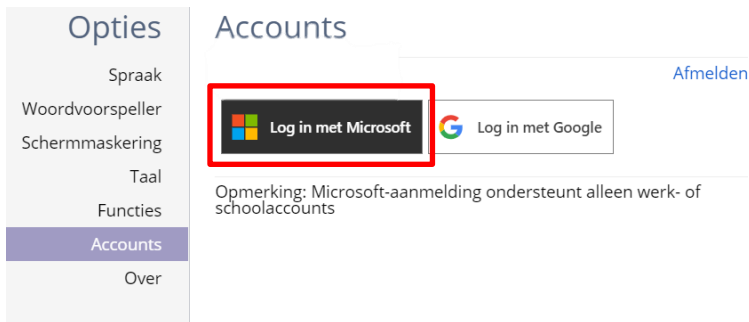 Opties
Spraak
Woordvoorspeller
Schermmaskering
Taal
Functies
Accounts
Over
Accounts
Afmelden
Log in met Microsoft
Log in met Google
Opmerking: Microsoft-aanmelding ondersteunt alleen werk- of
schoolaccounts